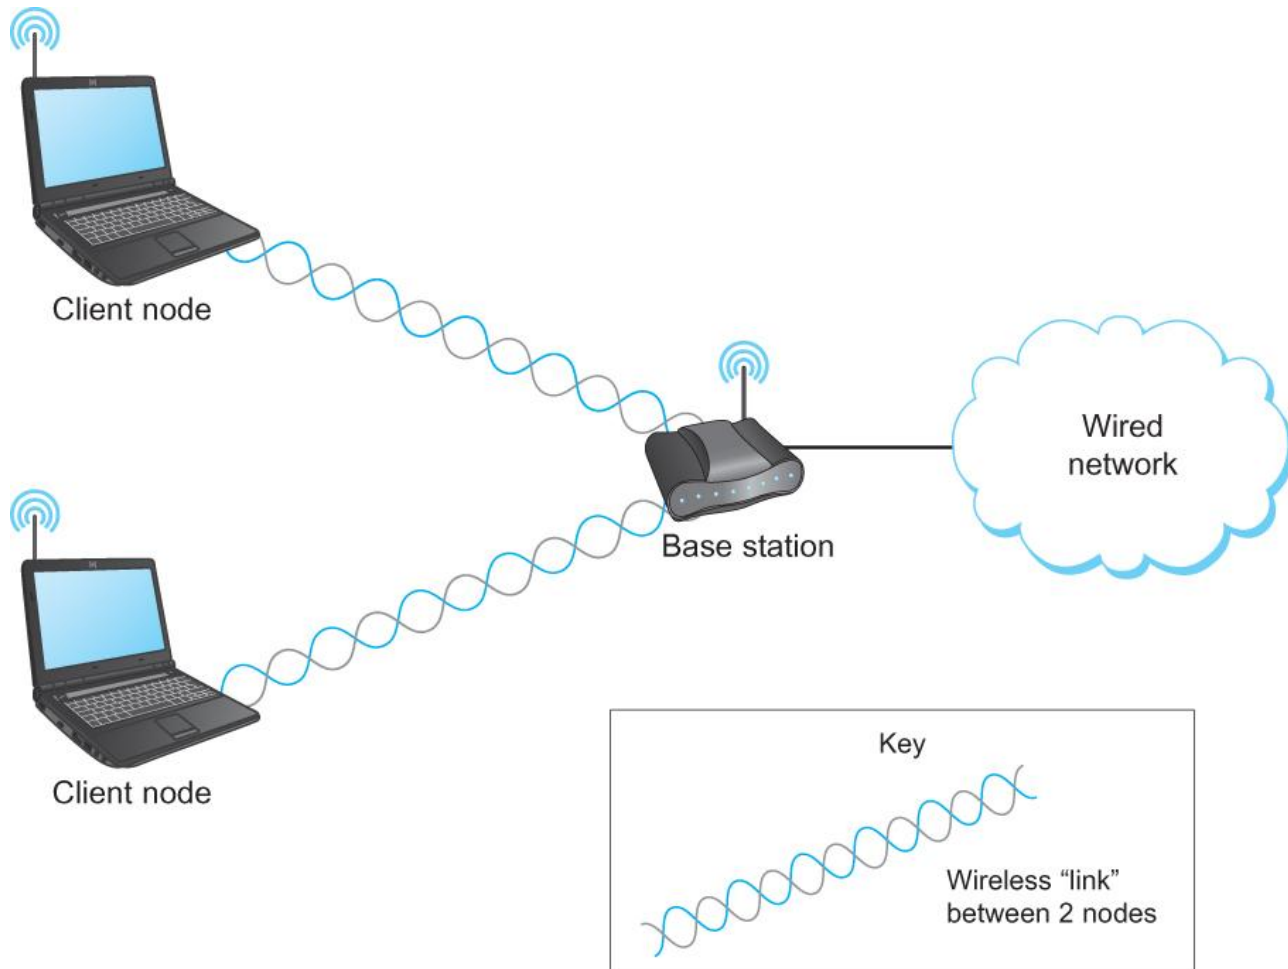 Client node
Wired
network
Base station
Client node
Key
Wireless “link”
between 2 nodes